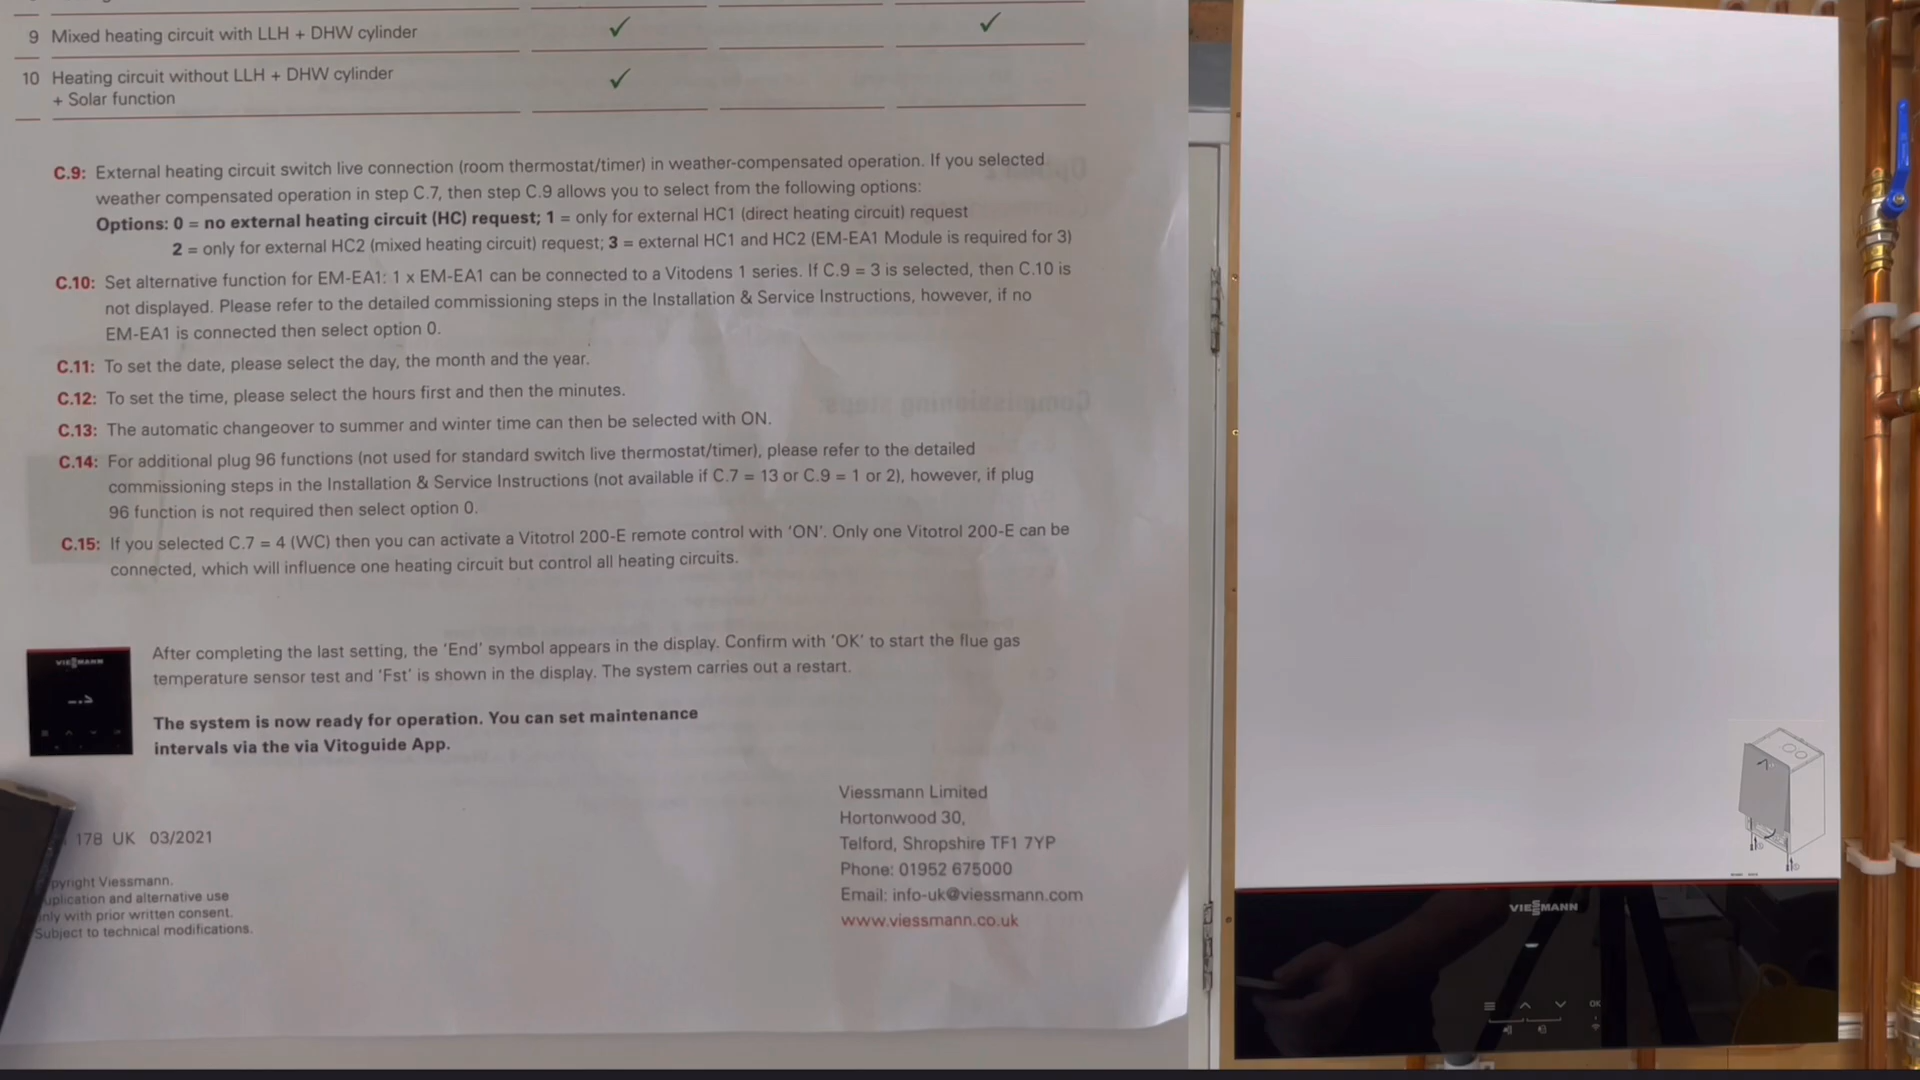 9 Mixed heating circuit with LLH + DHW cylinder ✓ ✓
10 Heating circuit without LLH + DHW cylinder ✓
+ Solar function
C.9: External heating circuit switch live connection (room thermostat/timer) in weather-compensated operation. If you selected
weather compensated operation in step C.7, then step C.9 allows you to select from the following options:
Options: 0 = no external heating circuit (HC) request; 1 = only for external HC1 (direct heating circuit) request
2 = only for external HC2 (mixed heating circuit) request; 3 = external HC1 and HC2 (EM-EA1 Module is required for 3)
C.10: Set alternative function for EM-EA1: 1 x EM-EA1 can be connected to a Vitodens 1 series. If C.9 = 3 is selected, then C.10 is
not displayed. Please refer to the detailed commissioning steps in the Installation & Service Instructions, however, if no
EM-EA1 is connected then select option 0.
C.11: To set the date, please select the day, the month and the year.
C.12: To set the time, please select the hours first and then the minutes.
C.13: The automatic changeover to summer and winter time can then be selected with ON.
C.14: For additional plug 96 functions (not used for standard switch live thermostat/timer), please refer to the detailed
commissioning steps in the Installation & Service Instructions (not available if C.7 = 13 or C.9 = 1 or 2), however, if plug
96 function is not required then select option 0.
C.15: If you selected C.7 = 4 (WC) then you can activate a Vitotrol 200-E remote control with ‘ON’. Only one Vitotrol 200-E can be
connected, which will influence one heating circuit but control all heating circuits.
VIESSMANN
After completing the last setting, the ‘End’ symbol appears in the display. Confirm with ‘OK’ to start the flue gas
temperature sensor test and ‘Fst’ is shown in the display. The system carries out a restart.
The system is now ready for operation. You can set maintenance
intervals via the via Vitoguide App.
178 UK 03/2021
pyright Viessmann.
uplication and alternative use
nly with prior written consent.
Subject to technical modifications.
Viessmann Limited
Hortonwood 30,
Telford, Shropshire TF1 7YP
Phone: 01952 675000
Email: info-uk@viessmann.com
www.viessmann.co.uk
VIESSMANN
OK